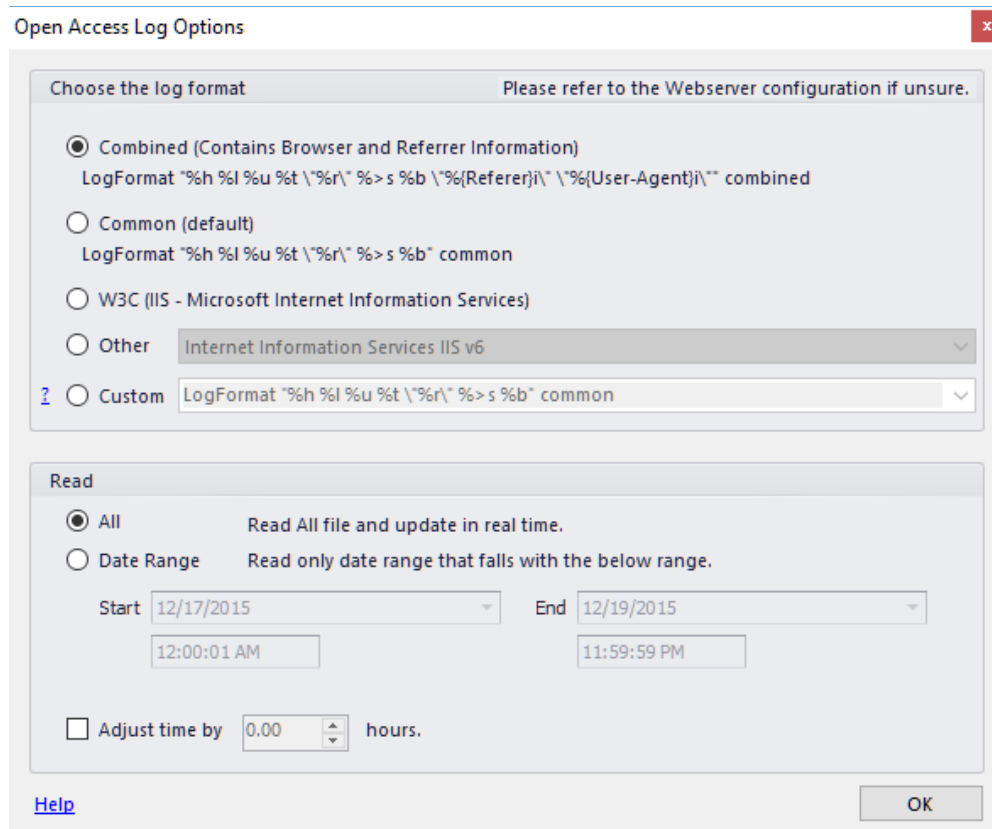 Open Access Log Options
x
Choose the log format Please refer to the Webserver configuration if unsure.
Combined (Contains Browser and Referrer Information)
LogFormat "%h %l %u %t \"%r\" %>s %b \"%{Referer}i\" \"%{User-Agent}i\"" combined
Common (default)
LogFormat "%h %l %u %t \"%r\" %>s %b" common
W3C (IIS - Microsoft Internet Information Services)
Other Internet Information Services IIS v6
? Custom LogFormat "%h %l %u %t \"%r\" %>s %b" common
Read
All Read All file and update in real time.
Date Range Read only date range that falls with the below range.
Start 12/17/2015 End 12/19/2015
12:00:01 AM 11:59:59 PM
Adjust time by 0.00 hours.
Help OK